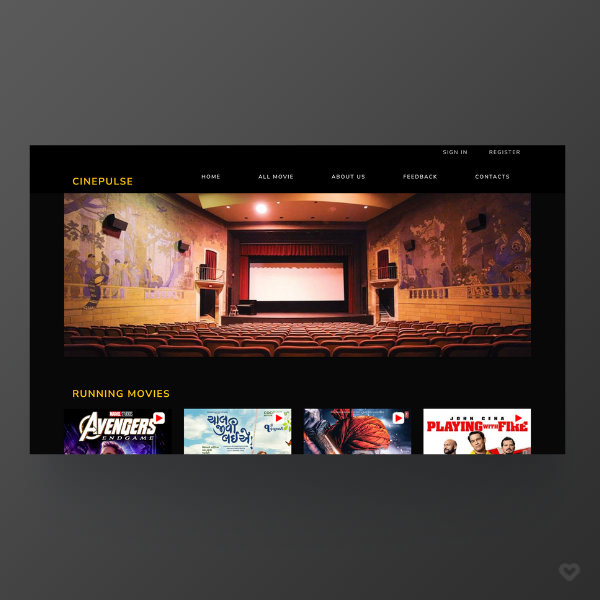 SIGN IN REGISTER
CINEPULSE HOME ALL MOVIE ABOUT US FEEDBACK CONTACTS
RUNNING MOVIES
MARVEL STUDIOS
AVENGERS
ENDGAME
ચાલ
જીવી
લઈએ!
JOHN CENA
PLAYING WITH FIRE